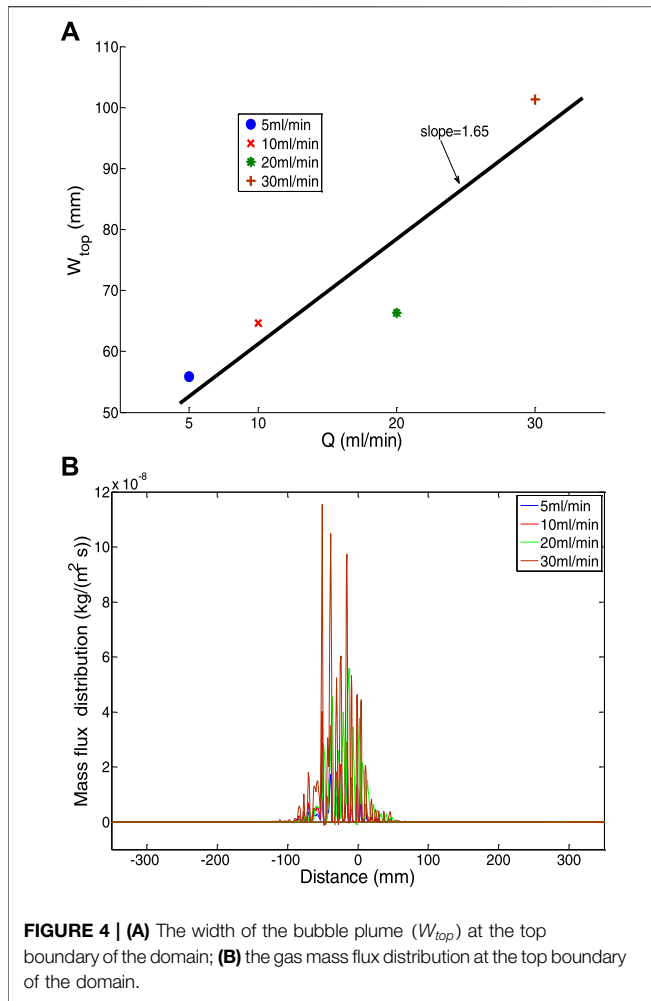 A
110
100
90
80
70
60
50
W_top (mm)
5ml/min
10ml/min
20ml/min
30ml/min
slope=1.65
5 10 20 30
Q (ml/min)
B
12 x 10^-8
10
8
6
4
2
0
Mass flux distribution (kg/(m² s))
5ml/min
10ml/min
20ml/min
30ml/min
-300 -200 -100 0 100 200 300
Distance (mm)
FIGURE 4 | (A) The width of the bubble plume (W_top) at the top
boundary of the domain; (B) the gas mass flux distribution at the top boundary
of the domain.